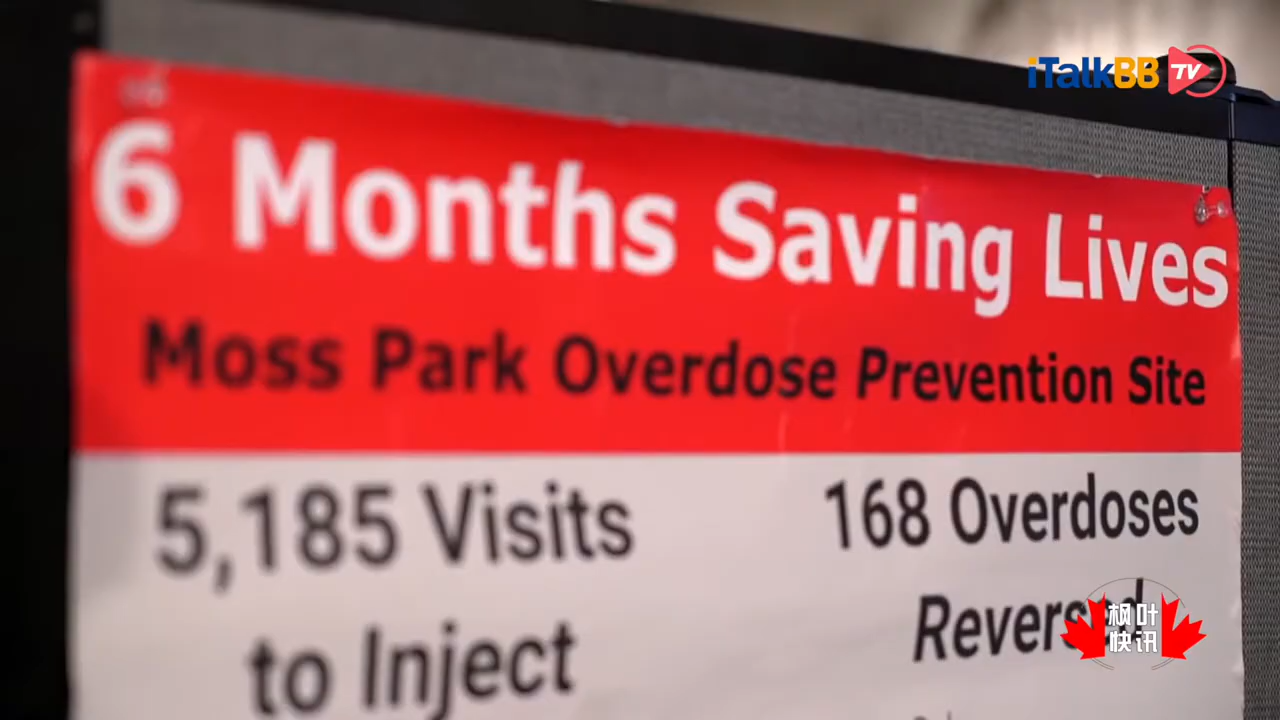 iTalkBB TV
6 Months Saving Lives
Moss Park Overdose Prevention Site
5,185 Visits
to Inject
168 Overdoses
Reversed
枫叶
快讯